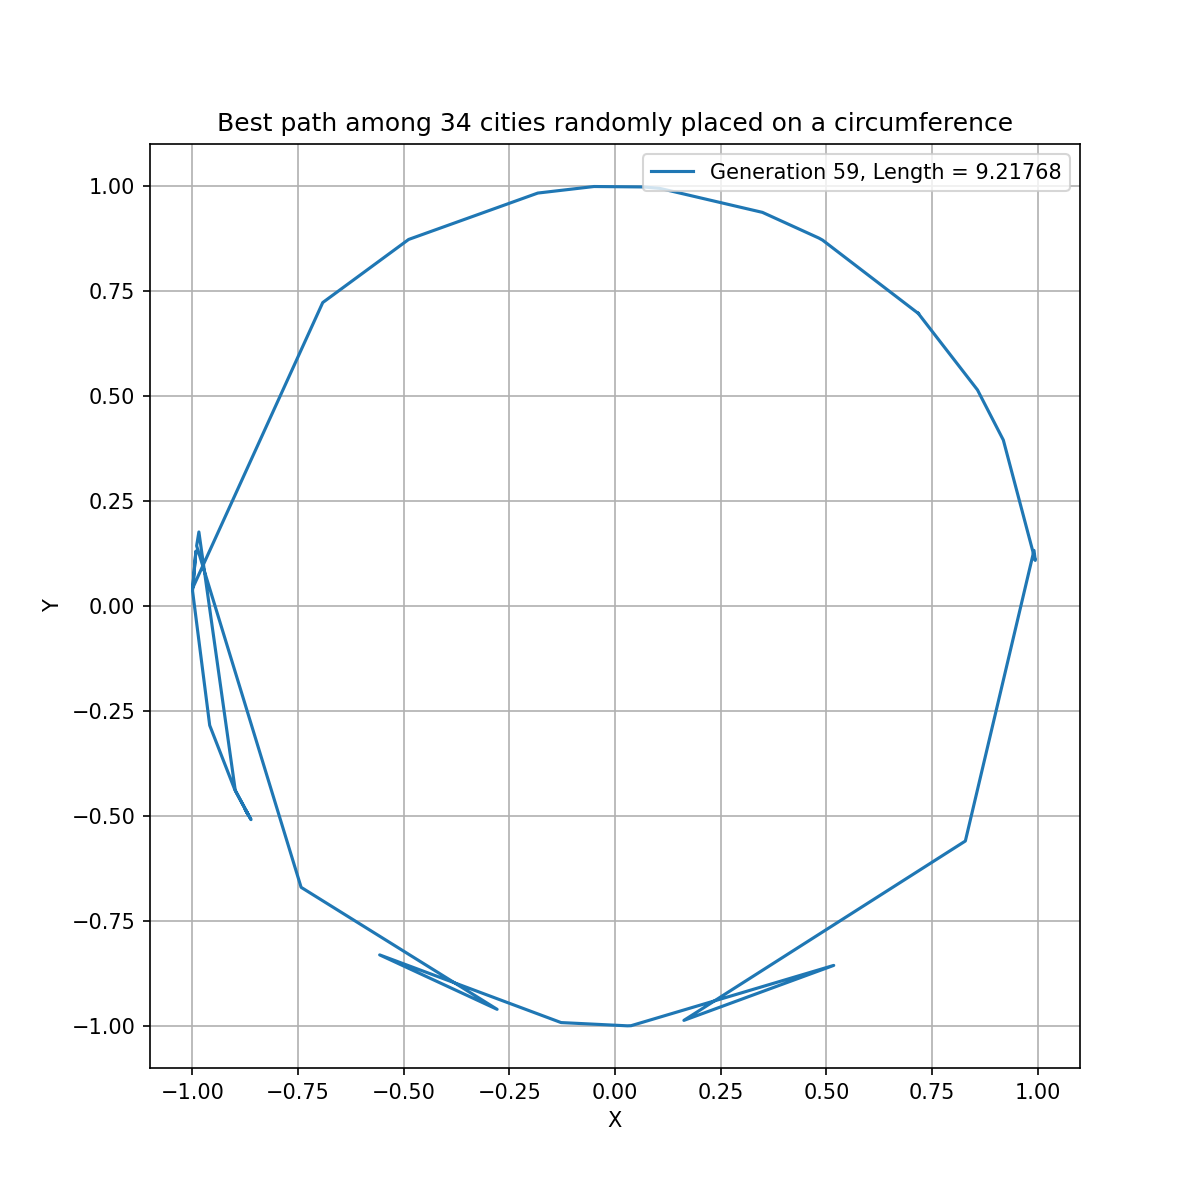 Best path among 34 cities randomly placed on a circumference
Generation 59, Length = 9.21768
1.00
0.75
0.50
0.25
0.00
−0.25
−0.50
−0.75
−1.00
Y
−1.00 −0.75 −0.50 −0.25 0.00 0.25 0.50 0.75 1.00
X